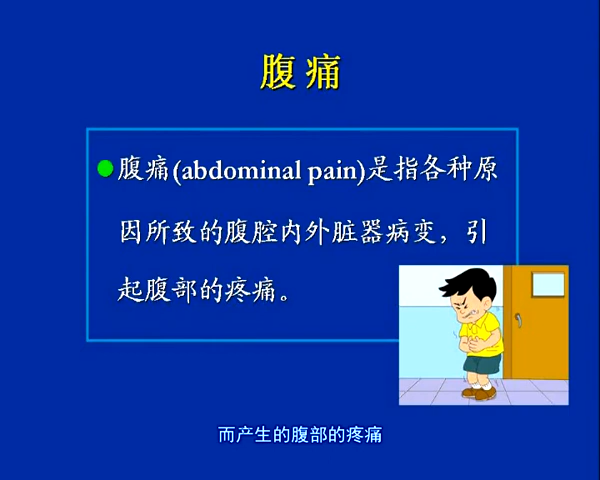 腹痛
腹痛(abdominal pain)是指各种原
因所致的腹腔内外脏器病变，引
起腹部的疼痛。
而产生的腹部的疼痛